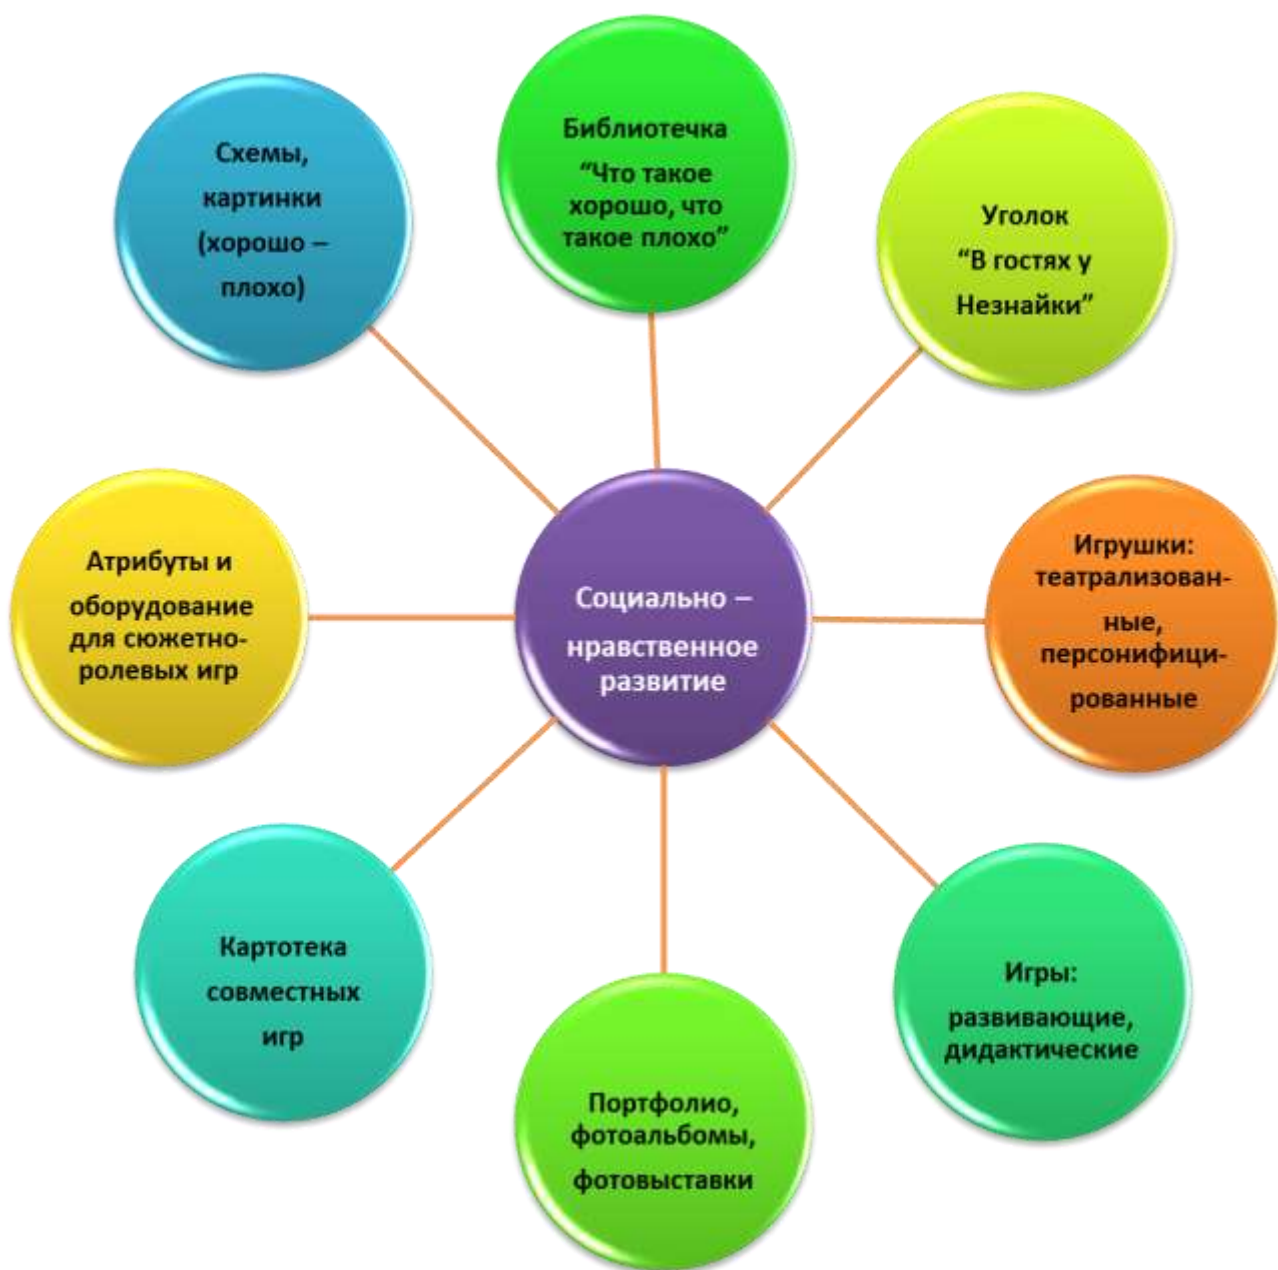 Библиотечка
“Что такое
хорошо, что
такое плохо”
Уголок
“В гостях у
Незнайки”
Игрушки:
театрализован-
ные,
персонифици-
рованные
Игры:
развивающие,
дидактические
Портфолио,
фотоальбомы,
фотовыставки
Картотека
совместных
игр
Атрибуты и
оборудование
для сюжетно-
ролевых игр
Схемы,
картинки
(хорошо –
плохо)
Социально –
нравственное
развитие